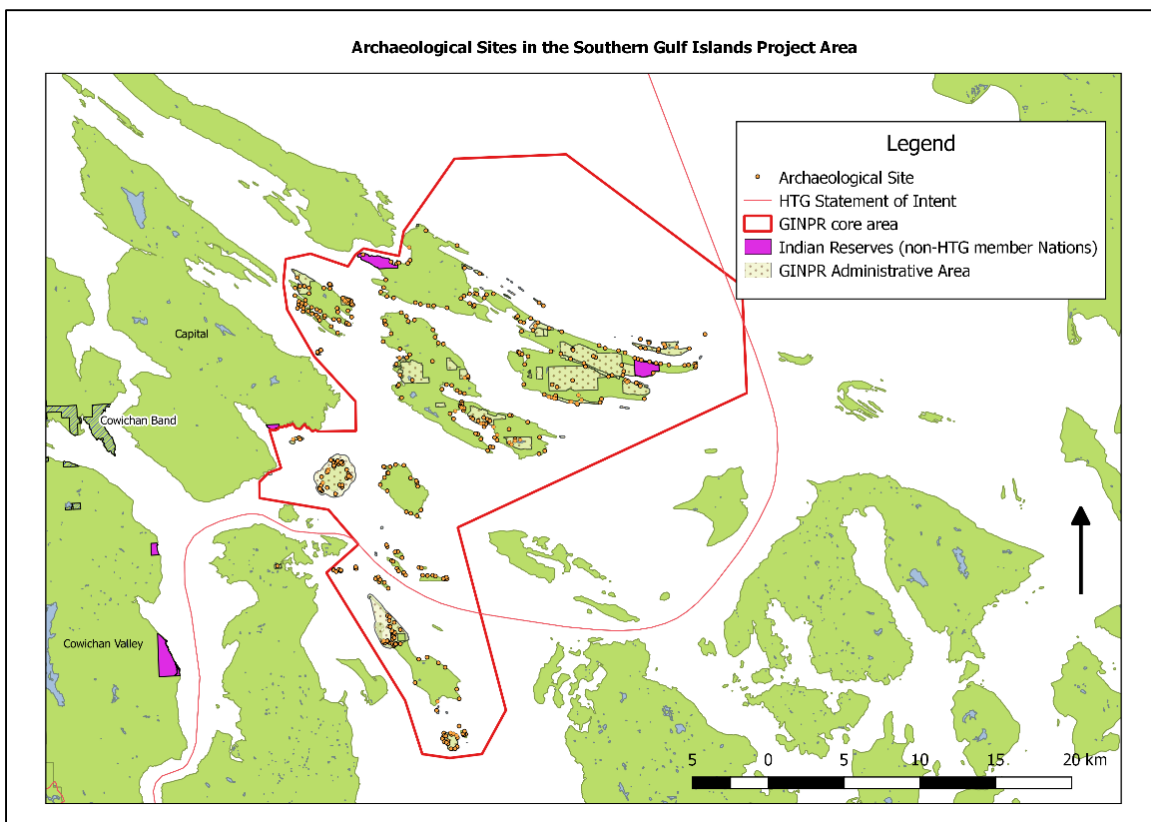 Archaeological Sites in the Southern Gulf Islands Project Area
Legend
Archaeological Site
HTG Statement of Intent
GINPR core area
Indian Reserves (non-HTG member Nations)
GINPR Administrative Area
Capital
Cowichan Band
Cowichan Valley
5 0 5 10 15 20 km